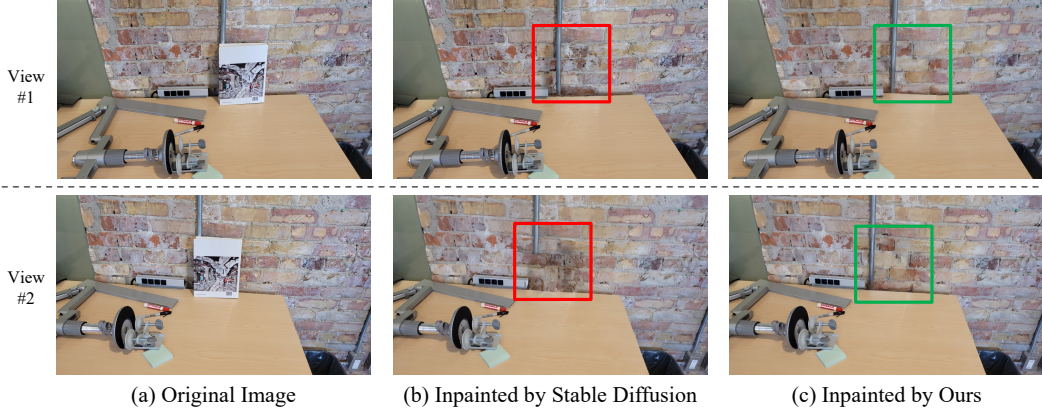 View
#1
View
#2
(a) Original Image
(b) Inpainted by Stable Diffusion
(c) Inpainted by Ours